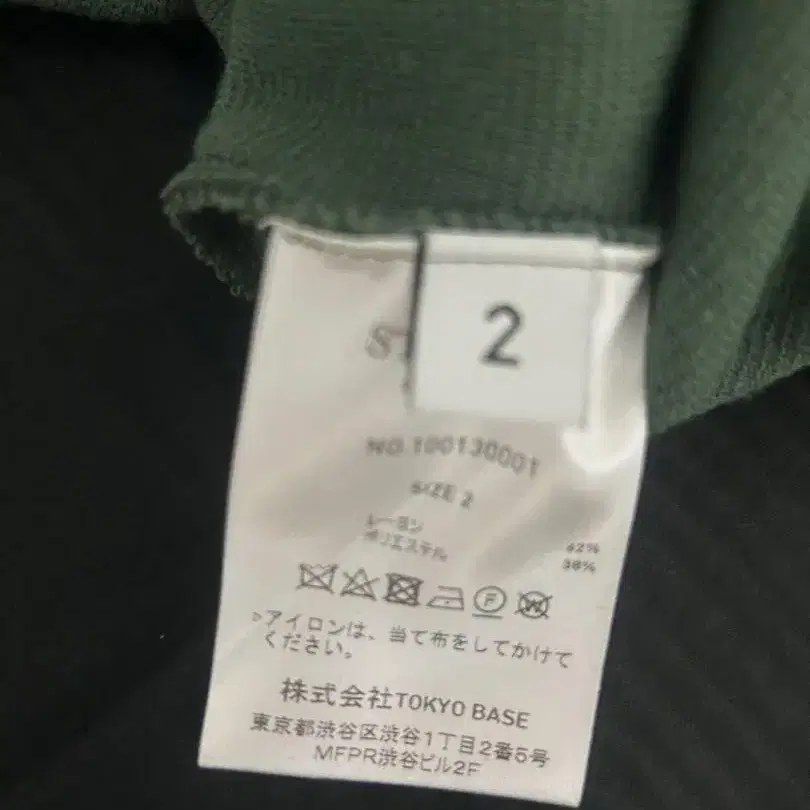 2
NO.100130001
SIZE 2
レーヨン 62%
ポリエステル 38%
F W
▷アイロンは、当て布をしてかけて
ください。
株式会社TOKYO BASE
東京都渋谷区渋谷1丁目2番5号
MFPR渋谷ビル2F